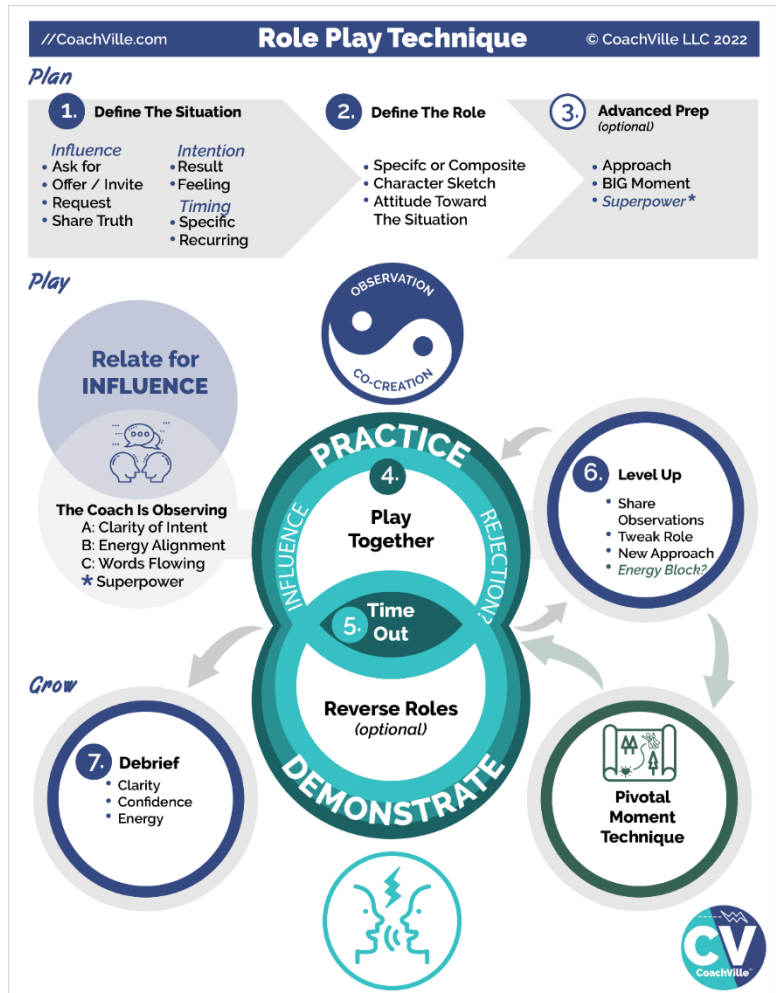 //CoachVille.com
Role Play Technique
© CoachVille LLC 2022
Plan
1. Define The Situation
Influence
• Ask for
• Offer / Invite
• Request
• Share Truth
Intention
• Result
• Feeling
Timing
• Specific
• Recurring
2. Define The Role
• Specifc or Composite
• Character Sketch
• Attitude Toward
The Situation
3. Advanced Prep
(optional)
• Approach
• BIG Moment
• Superpower*
Play
OBSERVATION
CO-CREATION
Relate for
INFLUENCE
The Coach Is Observing
A: Clarity of Intent
B: Energy Alignment
C: Words Flowing
* Superpower
PRACTICE
INFLUENCE
REJECTION?
4.
Play
Together
5. Time
Out
Reverse Roles
(optional)
DEMONSTRATE
6. Level Up
• Share
Observations
• Tweak Role
• New Approach
• Energy Block?
Grow
7. Debrief
• Clarity
• Confidence
• Energy
Pivotal
Moment
Technique
CV
CoachVille